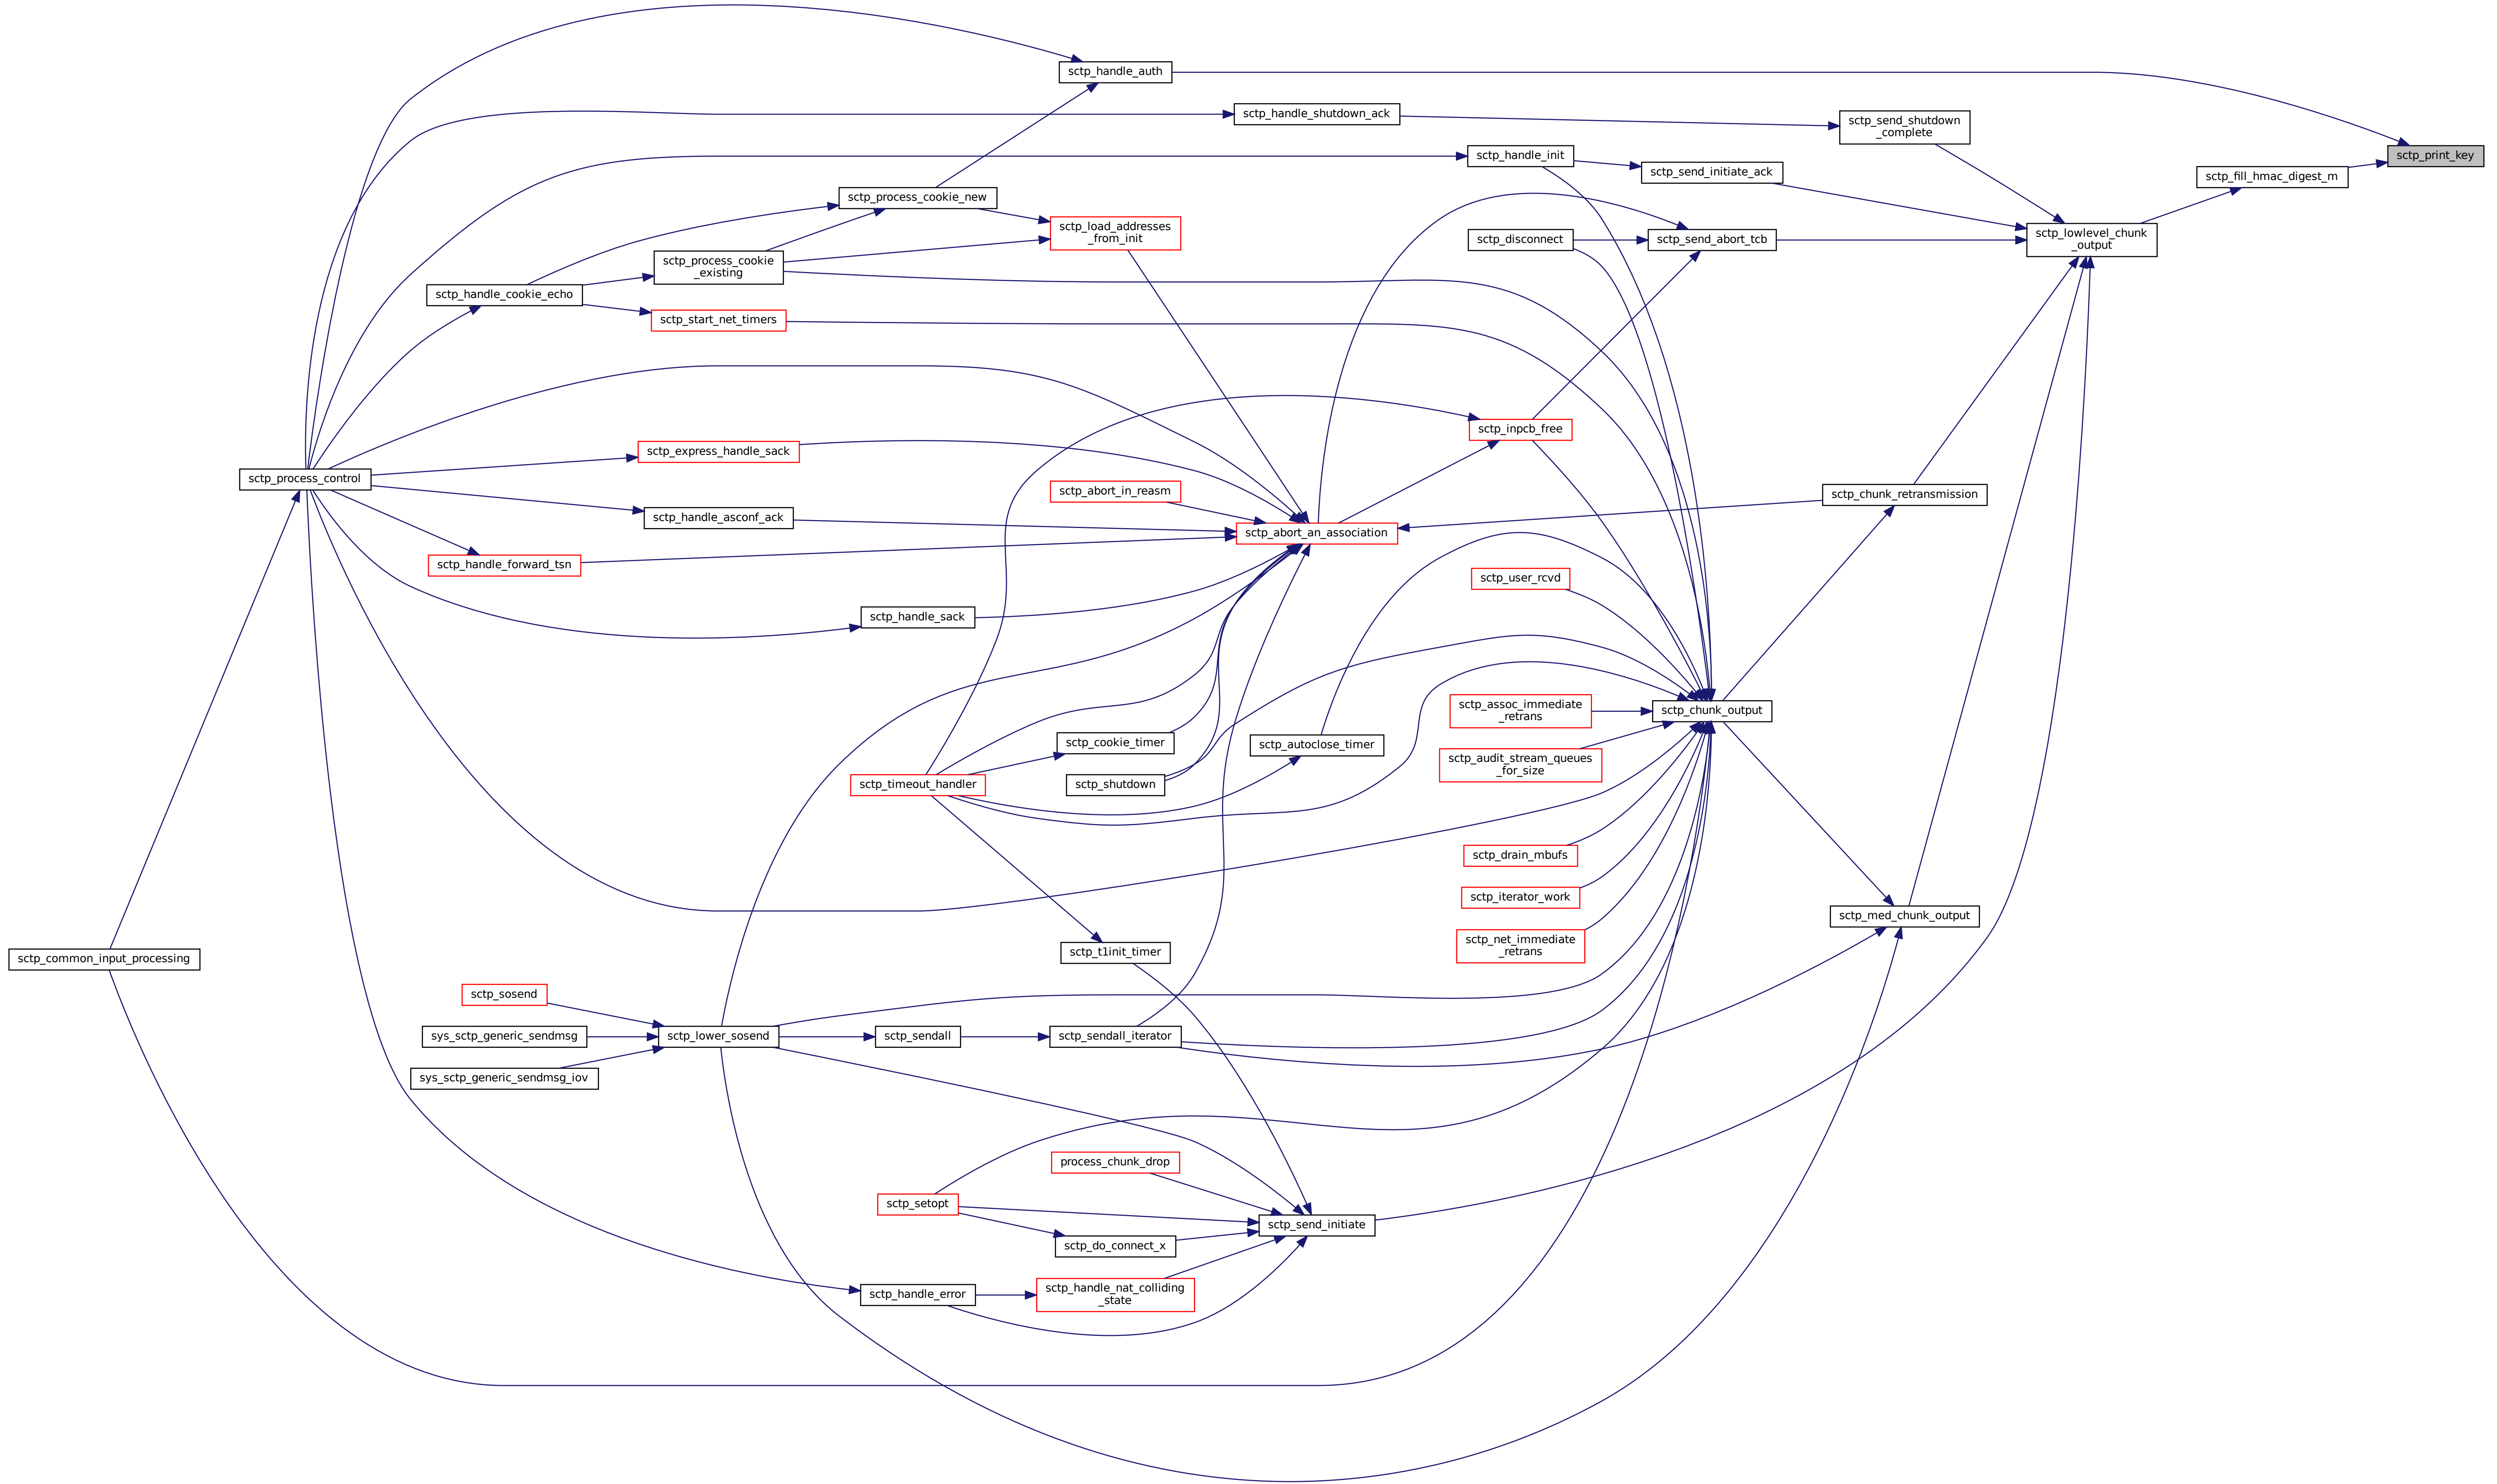 sctp_handle_auth
sctp_handle_shutdown_ack
sctp_send_shutdown
_complete
sctp_print_key
sctp_handle_init
sctp_send_initiate_ack
sctp_fill_hmac_digest_m
sctp_process_cookie_new
sctp_load_addresses
_from_init
sctp_disconnect
sctp_send_abort_tcb
sctp_lowlevel_chunk
_output
sctp_process_cookie
_existing
sctp_handle_cookie_echo
sctp_start_net_timers
sctp_inpcb_free
sctp_express_handle_sack
sctp_process_control
sctp_abort_in_reasm
sctp_chunk_retransmission
sctp_handle_asconf_ack
sctp_abort_an_association
sctp_handle_forward_tsn
sctp_user_rcvd
sctp_handle_sack
sctp_assoc_immediate
_retrans
sctp_chunk_output
sctp_cookie_timer
sctp_autoclose_timer
sctp_audit_stream_queues
_for_size
sctp_timeout_handler
sctp_shutdown
sctp_drain_mbufs
sctp_iterator_work
sctp_med_chunk_output
sctp_net_immediate
_retrans
sctp_t1init_timer
sctp_common_input_processing
sctp_sosend
sys_sctp_generic_sendmsg
sctp_lower_sosend
sctp_sendall
sctp_sendall_iterator
sys_sctp_generic_sendmsg_iov
process_chunk_drop
sctp_setopt
sctp_send_initiate
sctp_do_connect_x
sctp_handle_error
sctp_handle_nat_colliding
_state